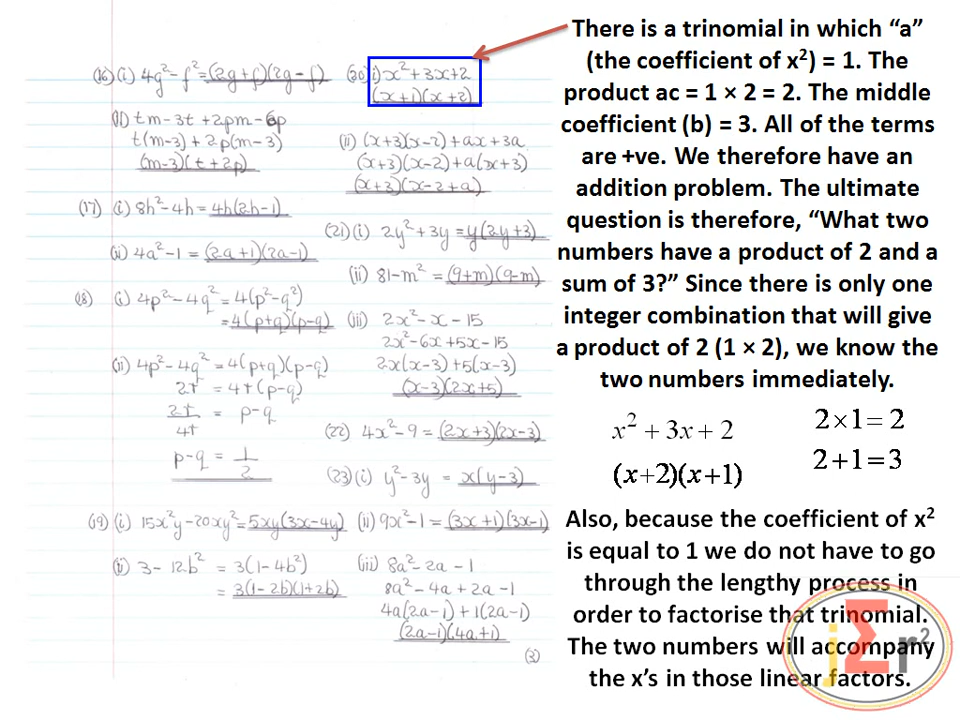 (16) (i) 4g² - f² = (2g + f)(2g - f)
(ii) tm - 3t + 2pm - 6p
t(m-3) + 2p(m-3)
(m-3)(t + 2p)
(17) (i) 8h² - 4h = 4h(2h-1)
(ii) 4a² - 1 = (2a+1)(2a-1)
(18) (i) 4p² - 4q² = 4(p² - q²)
= 4(p+q)(p-q)
(ii) 4p² - 4q² = 4(p+q)(p-q)
2t = 4t(p-q)
2t/4t = p-q
p-q = 1/2
(19) (i) 15x²y - 20xy² = 5xy(3x-4y)
(ii) 3 - 12b² = 3(1-4b²)
= 3(1-2b)(1+2b)
(20) i) x² + 3x + 2
(x+1)(x+2)
(ii) (x+3)(x-2) + ax + 3a
(x+3)(x-2) + a(x+3)
(x+3)(x-2+a)
(21) (i) 2y² + 3y = y(2y+3)
(ii) 81 - m² = (9+m)(9-m)
(iii) 2x² - x - 15
2x² - 6x + 5x - 15
2x(x-3) + 5(x-3)
(x-3)(2x+5)
(22) 4x² - 9 = (2x+3)(2x-3)
(23) (i) y² - 3y = x(y-3)
(ii) 9x² - 1 = (3x+1)(3x-1)
(iii) 8a² - 2a - 1
8a² - 4a + 2a - 1
4a(2a-1) + 1(2a-1)
(2a-1)(4a+1)
(3)
There is a trinomial in which “a”
(the coefficient of x²) = 1. The
product ac = 1 × 2 = 2. The middle
coefficient (b) = 3. All of the terms
are +ve. We therefore have an
addition problem. The ultimate
question is therefore, “What two
numbers have a product of 2 and a
sum of 3?” Since there is only one
integer combination that will give
a product of 2 (1 × 2), we know the
two numbers immediately.
x² + 3x + 2
(x+2)(x+1)
2×1=2
2+1=3
Also, because the coefficient of x²
is equal to 1 we do not have to go
through the lengthy process in
order to factorise that trinomial.
The two numbers will accompany
the x’s in those linear factors.
jΣr²